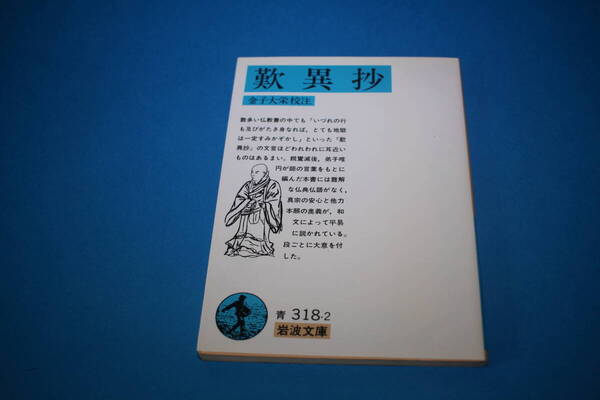 歎異抄
金子大栄校注
数多い仏教書の中でも「いづれの行
も及びがたき身なれば，とても地獄
は一定すみかぞかし」といった『歎
異抄』の文言ほどわれわれに耳近い
ものはあるまい．親鸞滅後，弟子唯
円が師の言葉をもとに
編んだ本書には難解
な仏典仏語がなく，
真宗の安心と他力
本願の奥義が，和
文によって平易
に説かれている．
段ごとに大意を付
した．
青 318-2
岩波文庫